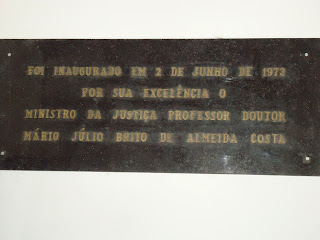 FOI INAUGURADO EM 2 DE JUNHO DE 1972
POR SUA EXCELÊNCIA O
MINISTRO DA JUSTIÇA PROFESSOR DOUTOR
MÁRIO JÚLIO BRITO DE ALMEIDA COSTA